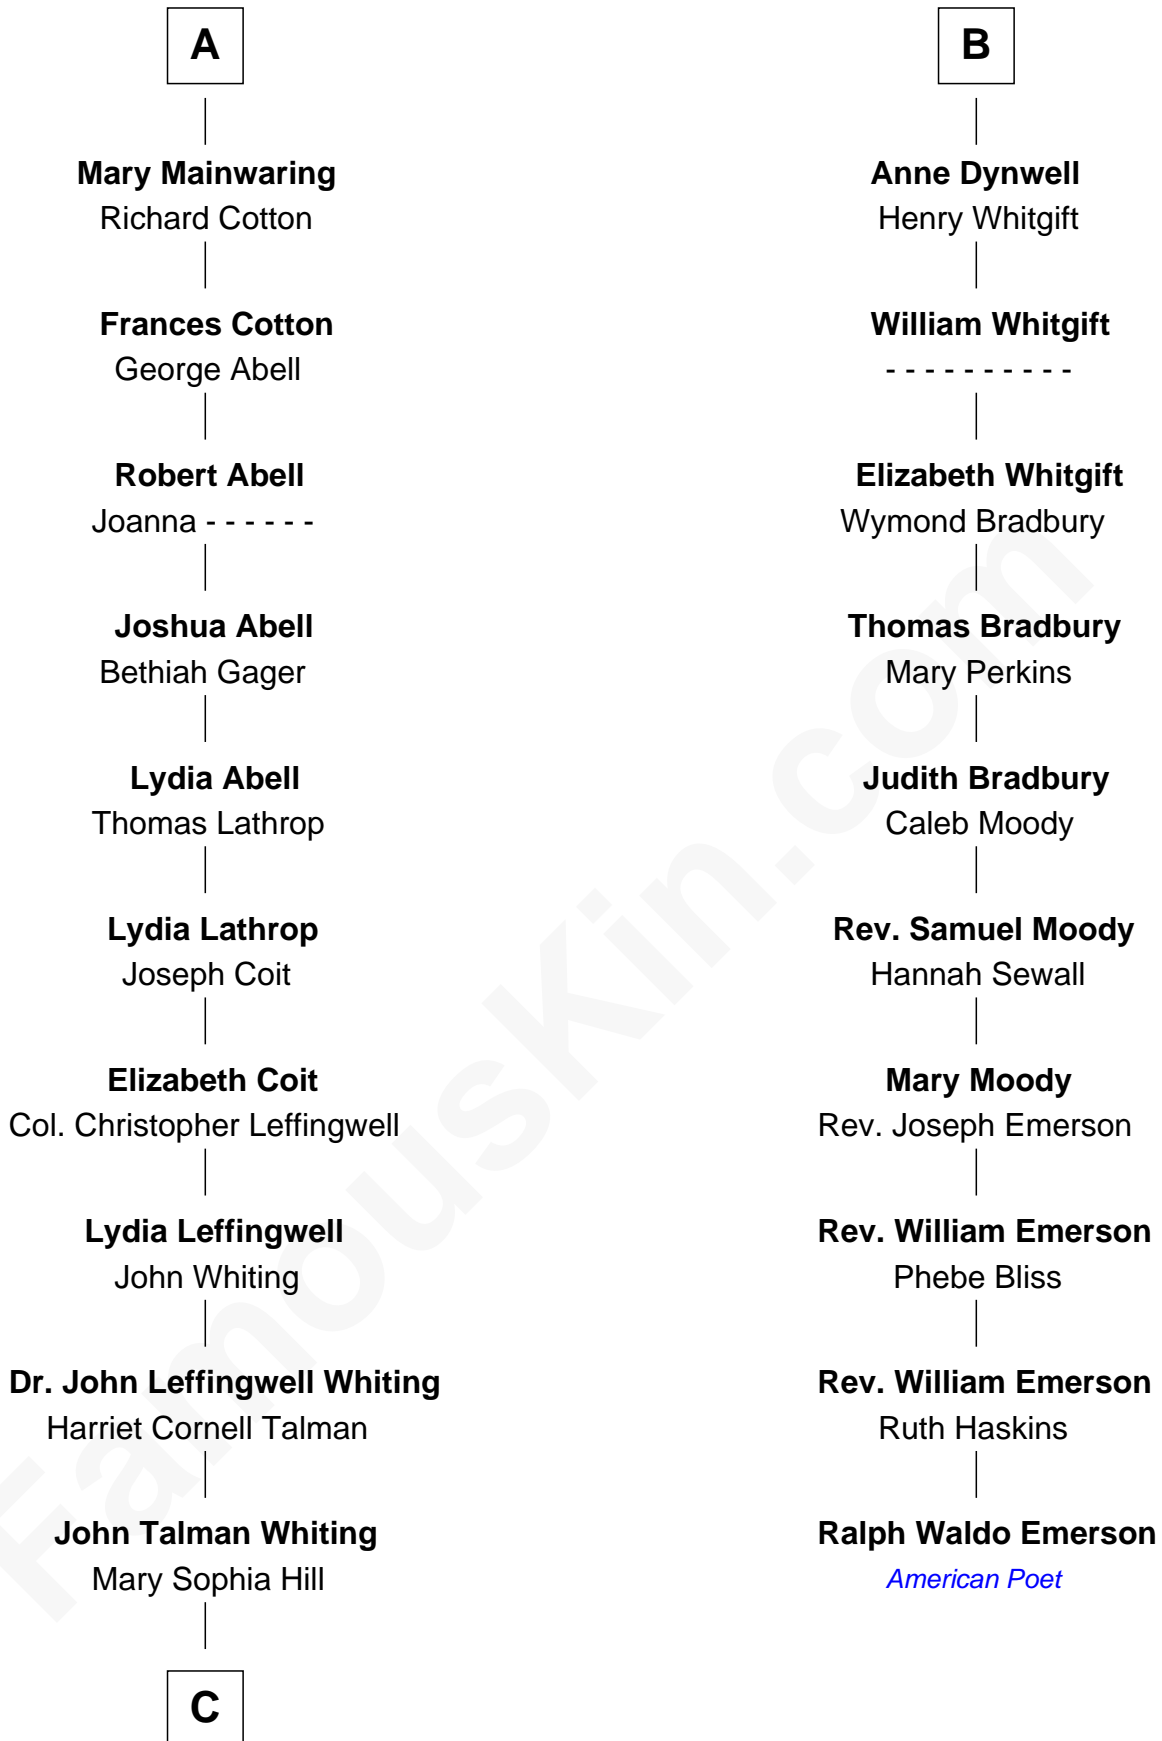 A
Mary Mainwaring
Richard Cotton
Frances Cotton
George Abell
Robert Abell
Joanna - - - - - -
Joshua Abell
Bethiah Gager
Lydia Abell
Thomas Lathrop
Lydia Lathrop
Joseph Coit
Elizabeth Coit
Col. Christopher Leffingwell
Lydia Leffingwell
John Whiting
Dr. John Leffingwell Whiting
Harriet Cornell Talman
John Talman Whiting
Mary Sophia Hill
C
B
Anne Dynwell
Henry Whitgift
William Whitgift
- - - - - - - - - -
Elizabeth Whitgift
Wymond Bradbury
Thomas Bradbury
Mary Perkins
Judith Bradbury
Caleb Moody
Rev. Samuel Moody
Hannah Sewall
Mary Moody
Rev. Joseph Emerson
Rev. William Emerson
Phebe Bliss
Rev. William Emerson
Ruth Haskins
Ralph Waldo Emerson
American Poet
FamousKin.com